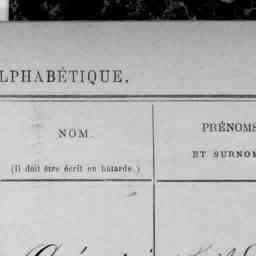 LPHABÉTIQUE.
NOM.
PRÉNOMS
ET SURNOM
(Il doit être écrit en bâtarde.)